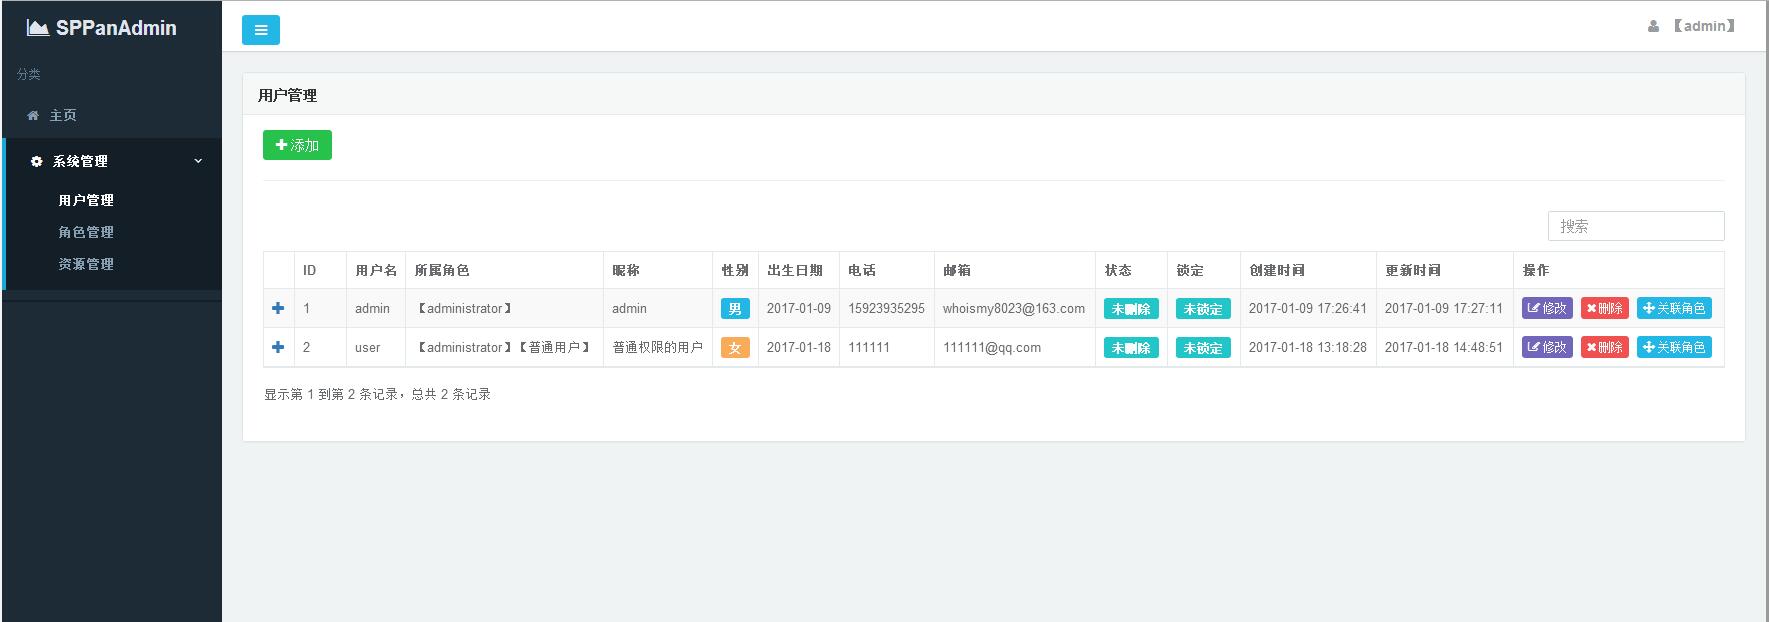 SPPanAdmin
【admin】
分类
主页
系统管理
用户管理
角色管理
资源管理
用户管理
添加
搜索
ID 用户名 所属角色 昵称 性别 出生日期 电话 邮箱 状态 锁定 创建时间 更新时间 操作
1 admin 【administrator】 admin 男 2017-01-09 15923935295 whoismy8023@163.com 未删除 未锁定 2017-01-09 17:26:41 2017-01-09 17:27:11 修改 删除 关联角色
2 user 【administrator】【普通用户】 普通权限的用户 女 2017-01-18 111111 111111@qq.com 未删除 未锁定 2017-01-18 13:18:28 2017-01-18 14:48:51 修改 删除 关联角色
显示第 1 到第 2 条记录，总共 2 条记录